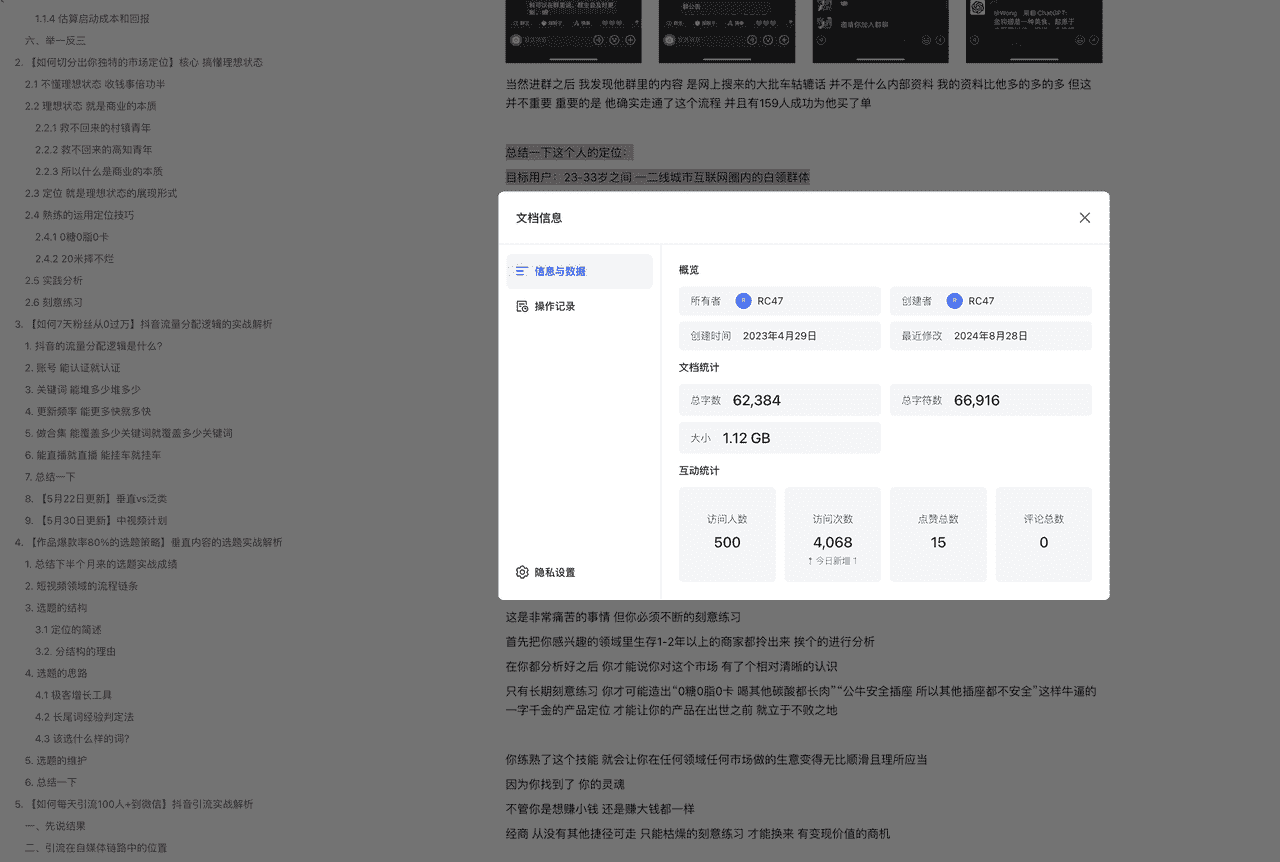 1.1.4 估算启动成本和回报
六、举一反三
2. 【如何切分出你独特的市场定位】核心 搞懂理想状态
2.1 不懂理想状态 收钱事倍功半
2.2 理想状态 就是商业的本质
2.2.1 救不回来的村镇青年
2.2.2 救不回来的高知青年
2.2.3 所以什么是商业的本质
2.3 定位 就是理想状态的展现形式
2.4 熟练的运用定位技巧
2.4.1 0糖0脂0卡
2.4.2 20米摔不烂
2.5 实践分析
2.6 刻意练习
3. 【如何7天粉丝从0过万】抖音流量分配逻辑的实战解析
1. 抖音的流量分配逻辑是什么?
2. 账号 能认证就认证
3. 关键词 能堆多少堆多少
4. 更新频率 能更多快就多快
5. 做合集 能覆盖多少关键词就覆盖多少关键词
6. 能直播就直播 能挂车就挂车
7. 总结一下
8. 【5月22日更新】垂直vs泛类
9. 【5月30日更新】中视频计划
4. 【作品爆款率80%的选题策略】垂直内容的选题实战解析
1. 总结下半个月来的选题实战成绩
2. 短视频领域的流程链条
3. 选题的结构
3.1 定位的简述
3.2. 分结构的理由
4. 选题的思路
4.1 极客增长工具
4.2 长尾词经验判定法
4.3 该选什么样的词?
5. 选题的维护
6. 总结一下
5. 【如何每天引流100人+到微信】抖音引流实战解析
一、先说结果
二、引流在自媒体链路中的位置
邀请你加入群聊
当然进群之后 我发现他群里的内容 是网上搜来的大批车轱辘话 并不是什么内部资料 我的资料比他多的多的多 但这
并不重要 重要的是 他确实走通了这个流程 并且有159人成功为他买了单
总结一下这个人的定位：
目标用户：23-33岁之间 一二线城市互联网圈内的白领群体
文档信息
信息与数据
操作记录
隐私设置
概览
所有者 R RC47
创建者 R RC47
创建时间 2023年4月29日
最近修改 2024年8月28日
文档统计
总字数 62,384
总字符数 66,916
大小 1.12 GB
互动统计
访问人数
500
访问次数
4,068
↑ 今日新增 1
点赞总数
15
评论总数
0
这是非常痛苦的事情 但你必须不断的刻意练习
首先把你感兴趣的领域里生存1-2年以上的商家都拎出来 挨个的进行分析
在你都分析好之后 你才能说你对这个市场 有了个相对清晰的认识
只有长期刻意练习 你才可能造出“0糖0脂0卡 喝其他碳酸都长肉”“公牛安全插座 所以其他插座都不安全”这样牛逼的
一字千金的产品定位 才能让你的产品在出世之前 就立于不败之地
你练熟了这个技能 就会让你在任何领域任何市场做的生意变得无比顺滑且理所应当
因为你找到了 你的灵魂
不管你是想赚小钱 还是赚大钱都一样
经商 从没有其他捷径可走 只能枯燥的刻意练习 才能换来 有变现价值的商机